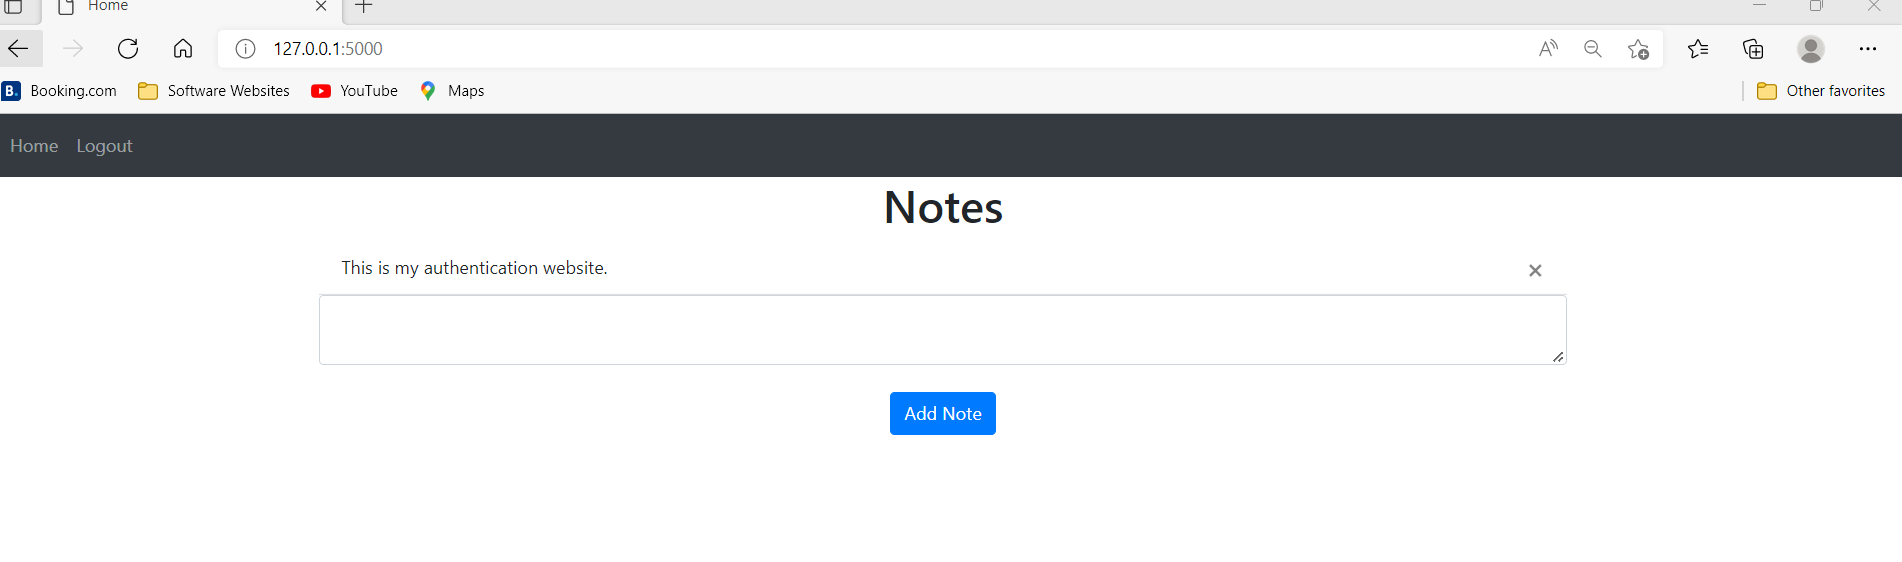 Home
127.0.0.1:5000
B. Booking.com Software Websites YouTube Maps Other favorites
Home Logout
Notes
This is my authentication website.
Add Note